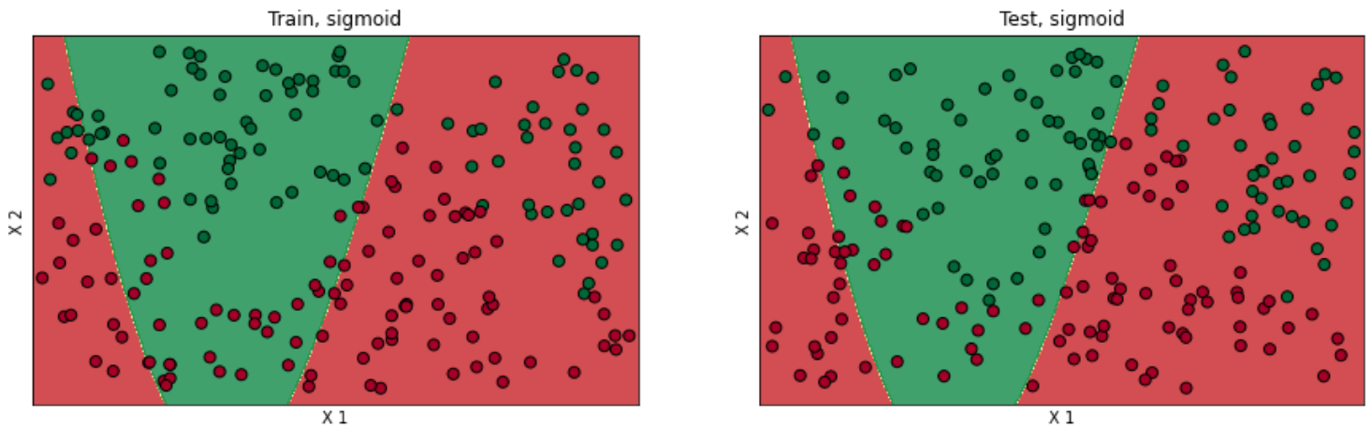 Train, sigmoid
Test, sigmoid
X 2
X 2
X 1
X 1